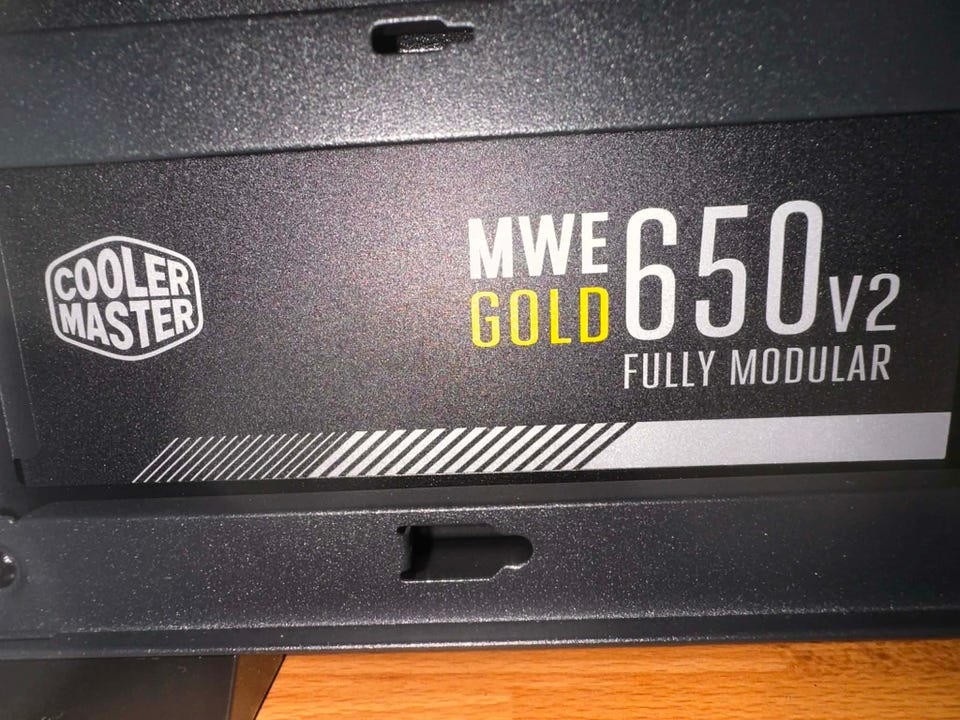 COOLER
MASTER
MWE
GOLD
650 V2
FULLY MODULAR